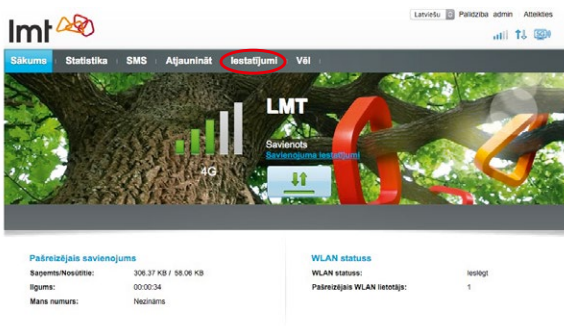 Latviešu Palīdzība admin Atteikties
lmt
Sākums Statistika SMS Atjaunināt Iestatījumi Vēl
LMT
Savienots
Savienojuma Iestatījumi
4G
Pašreizējais savienojums
Saņemts/Nosūtītie: 306.37 KB / 58.06 KB
Ilgums: 00:00:34
Mans numurs: Nezināms
WLAN statuss
WLAN statuss: Ieslēgt
Pašreizējais WLAN lietotājs: 1